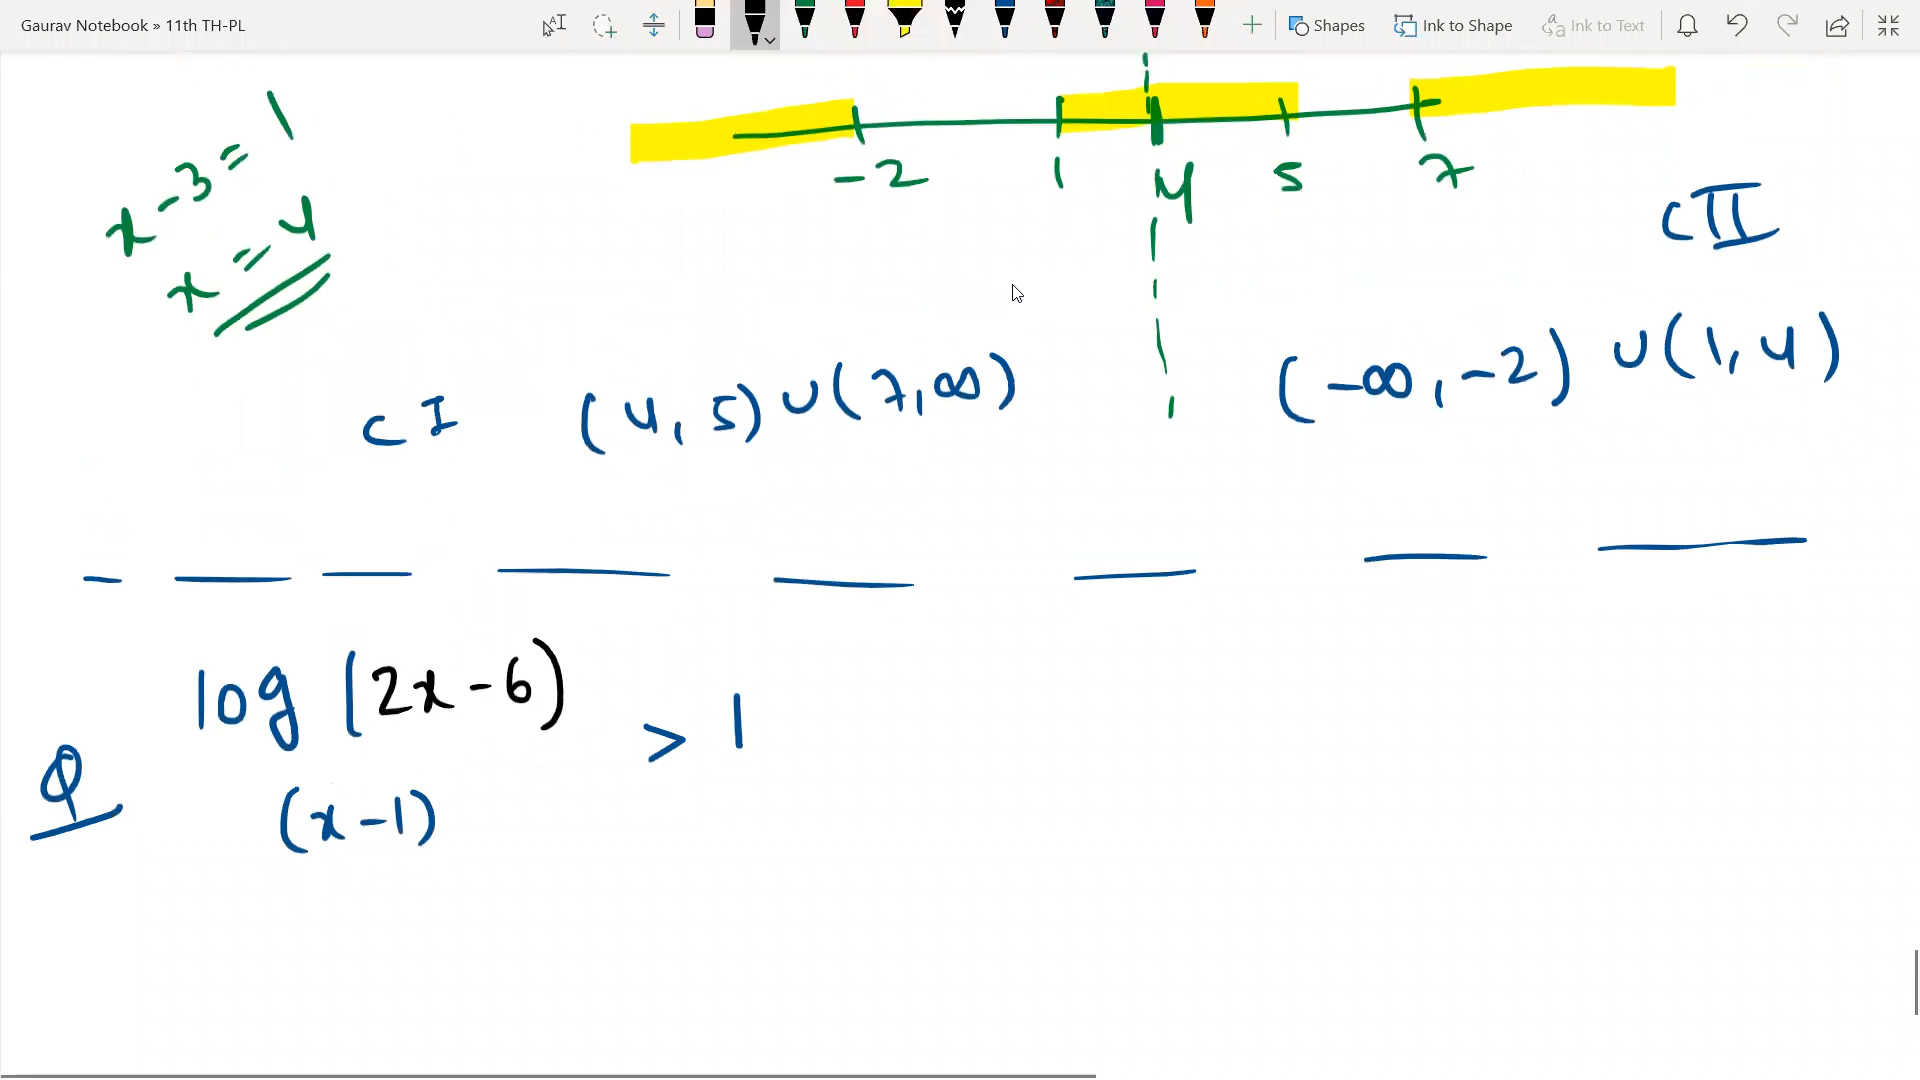 Gaurav Notebook » 11th TH-PL
Shapes
Ink to Shape
Ink to Text
x - 3 = 1
x = 4
-2 1 4 5 7
C II
C I (4, 5) ∪ (7, ∞)
(-∞, -2) ∪ (1, 4)
Q log (2x - 6) > 1
(x - 1)